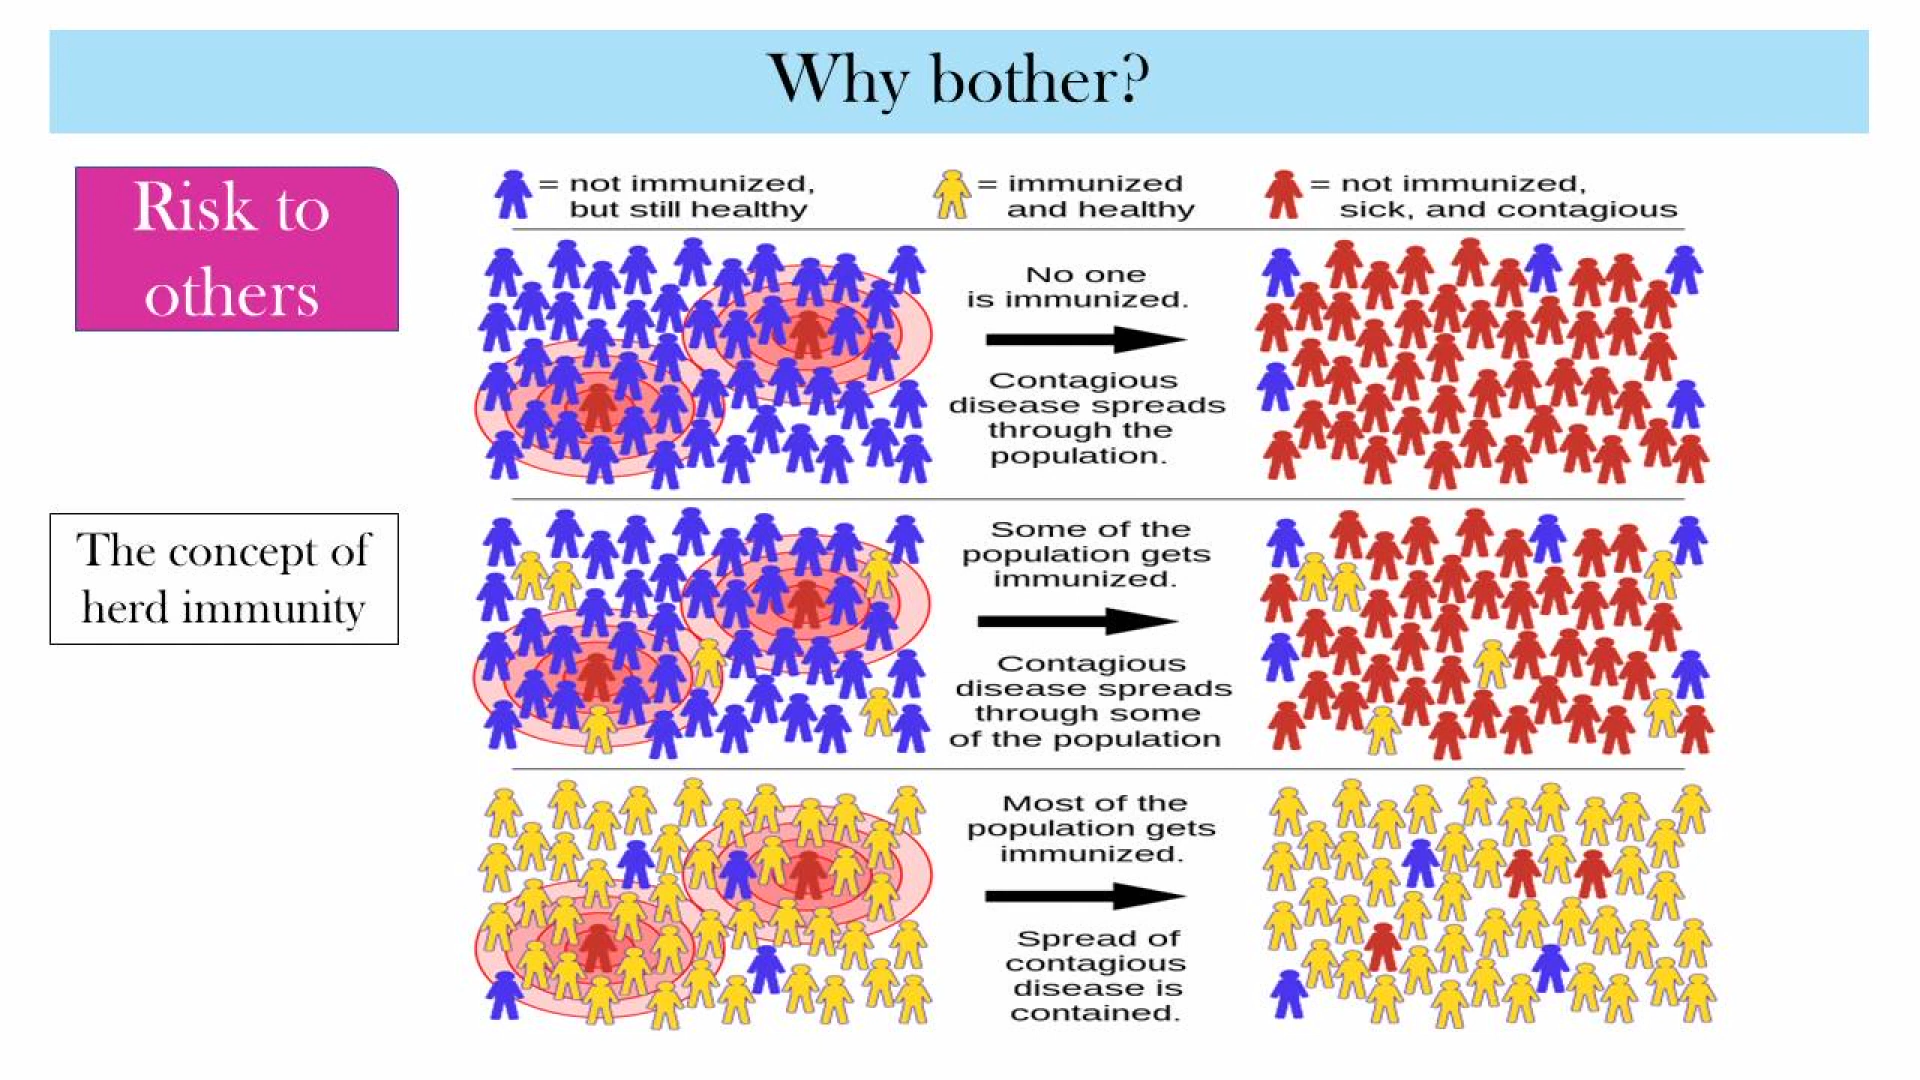 Why bother?
Risk to
others
The concept of
herd immunity
= not immunized,
but still healthy
= immunized
and healthy
= not immunized,
sick, and contagious
No one
is immunized.
Contagious
disease spreads
through the
population.
Some of the
population gets
immunized.
Contagious
disease spreads
through some
of the population
Most of the
population gets
immunized.
Spread of
contagious
disease is
contained.